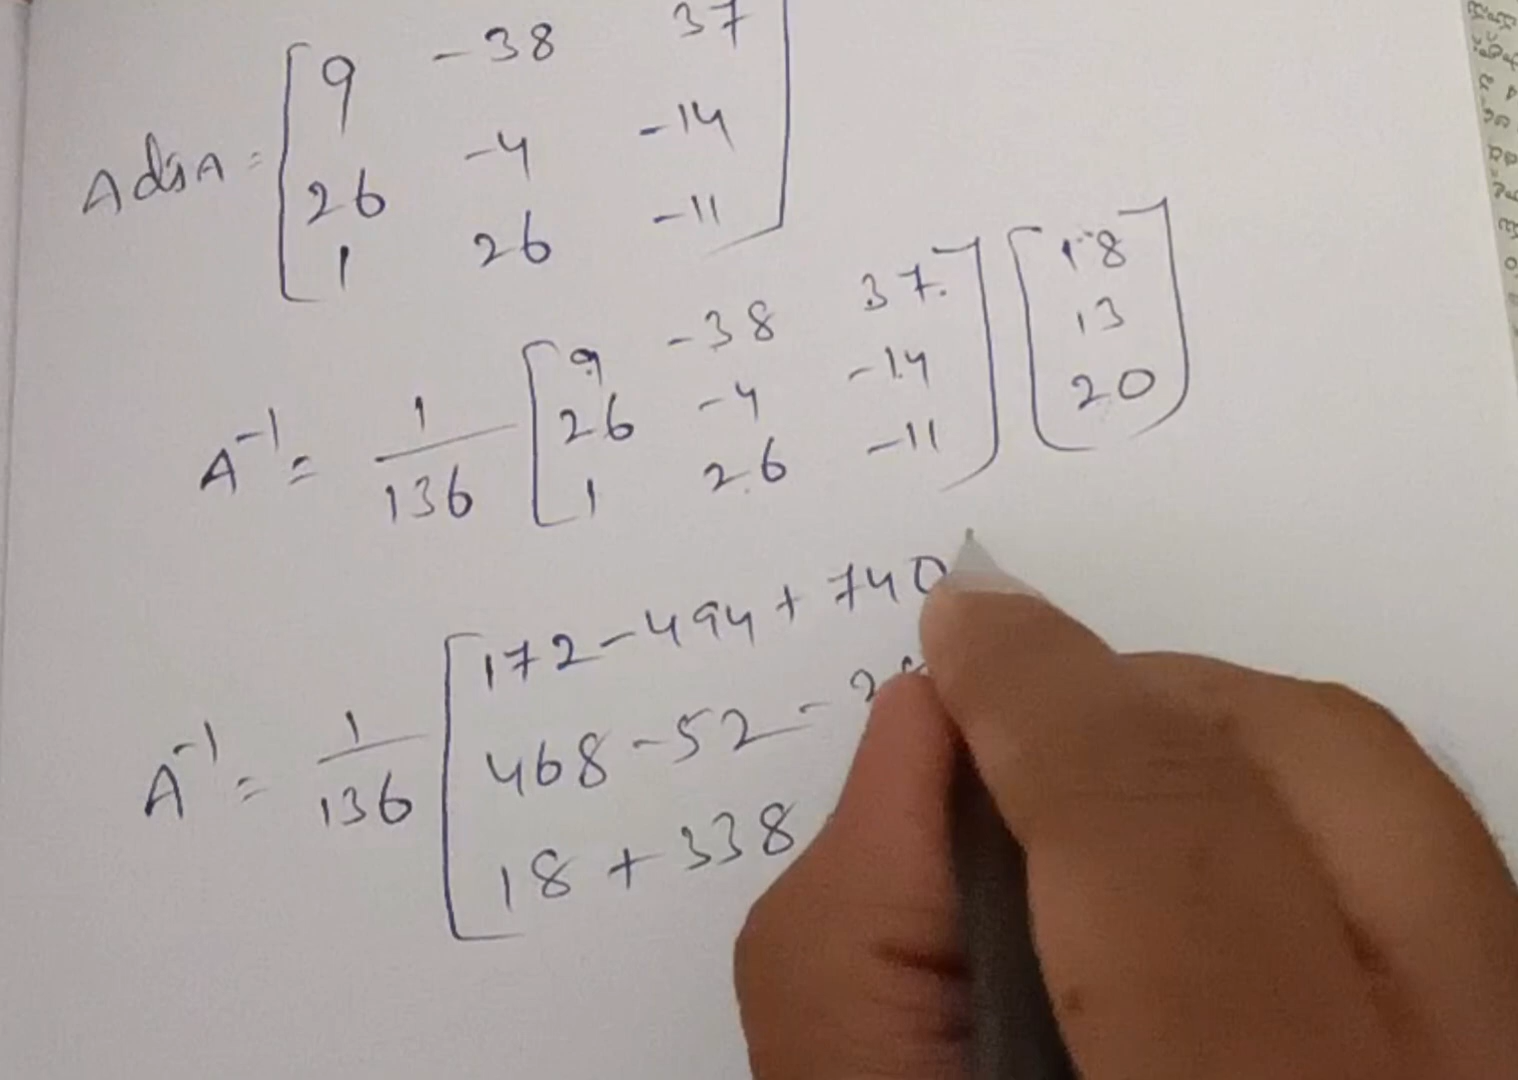 9 -38 37
AdjA = 26 -4 -14
1 26 -11
9 -38 37 18
A⁻¹ = 1/136 26 -4 -14 13
1 26 -11 20
172 - 494 + 740
A⁻¹ = 1/136 468 - 52 -
18 + 338